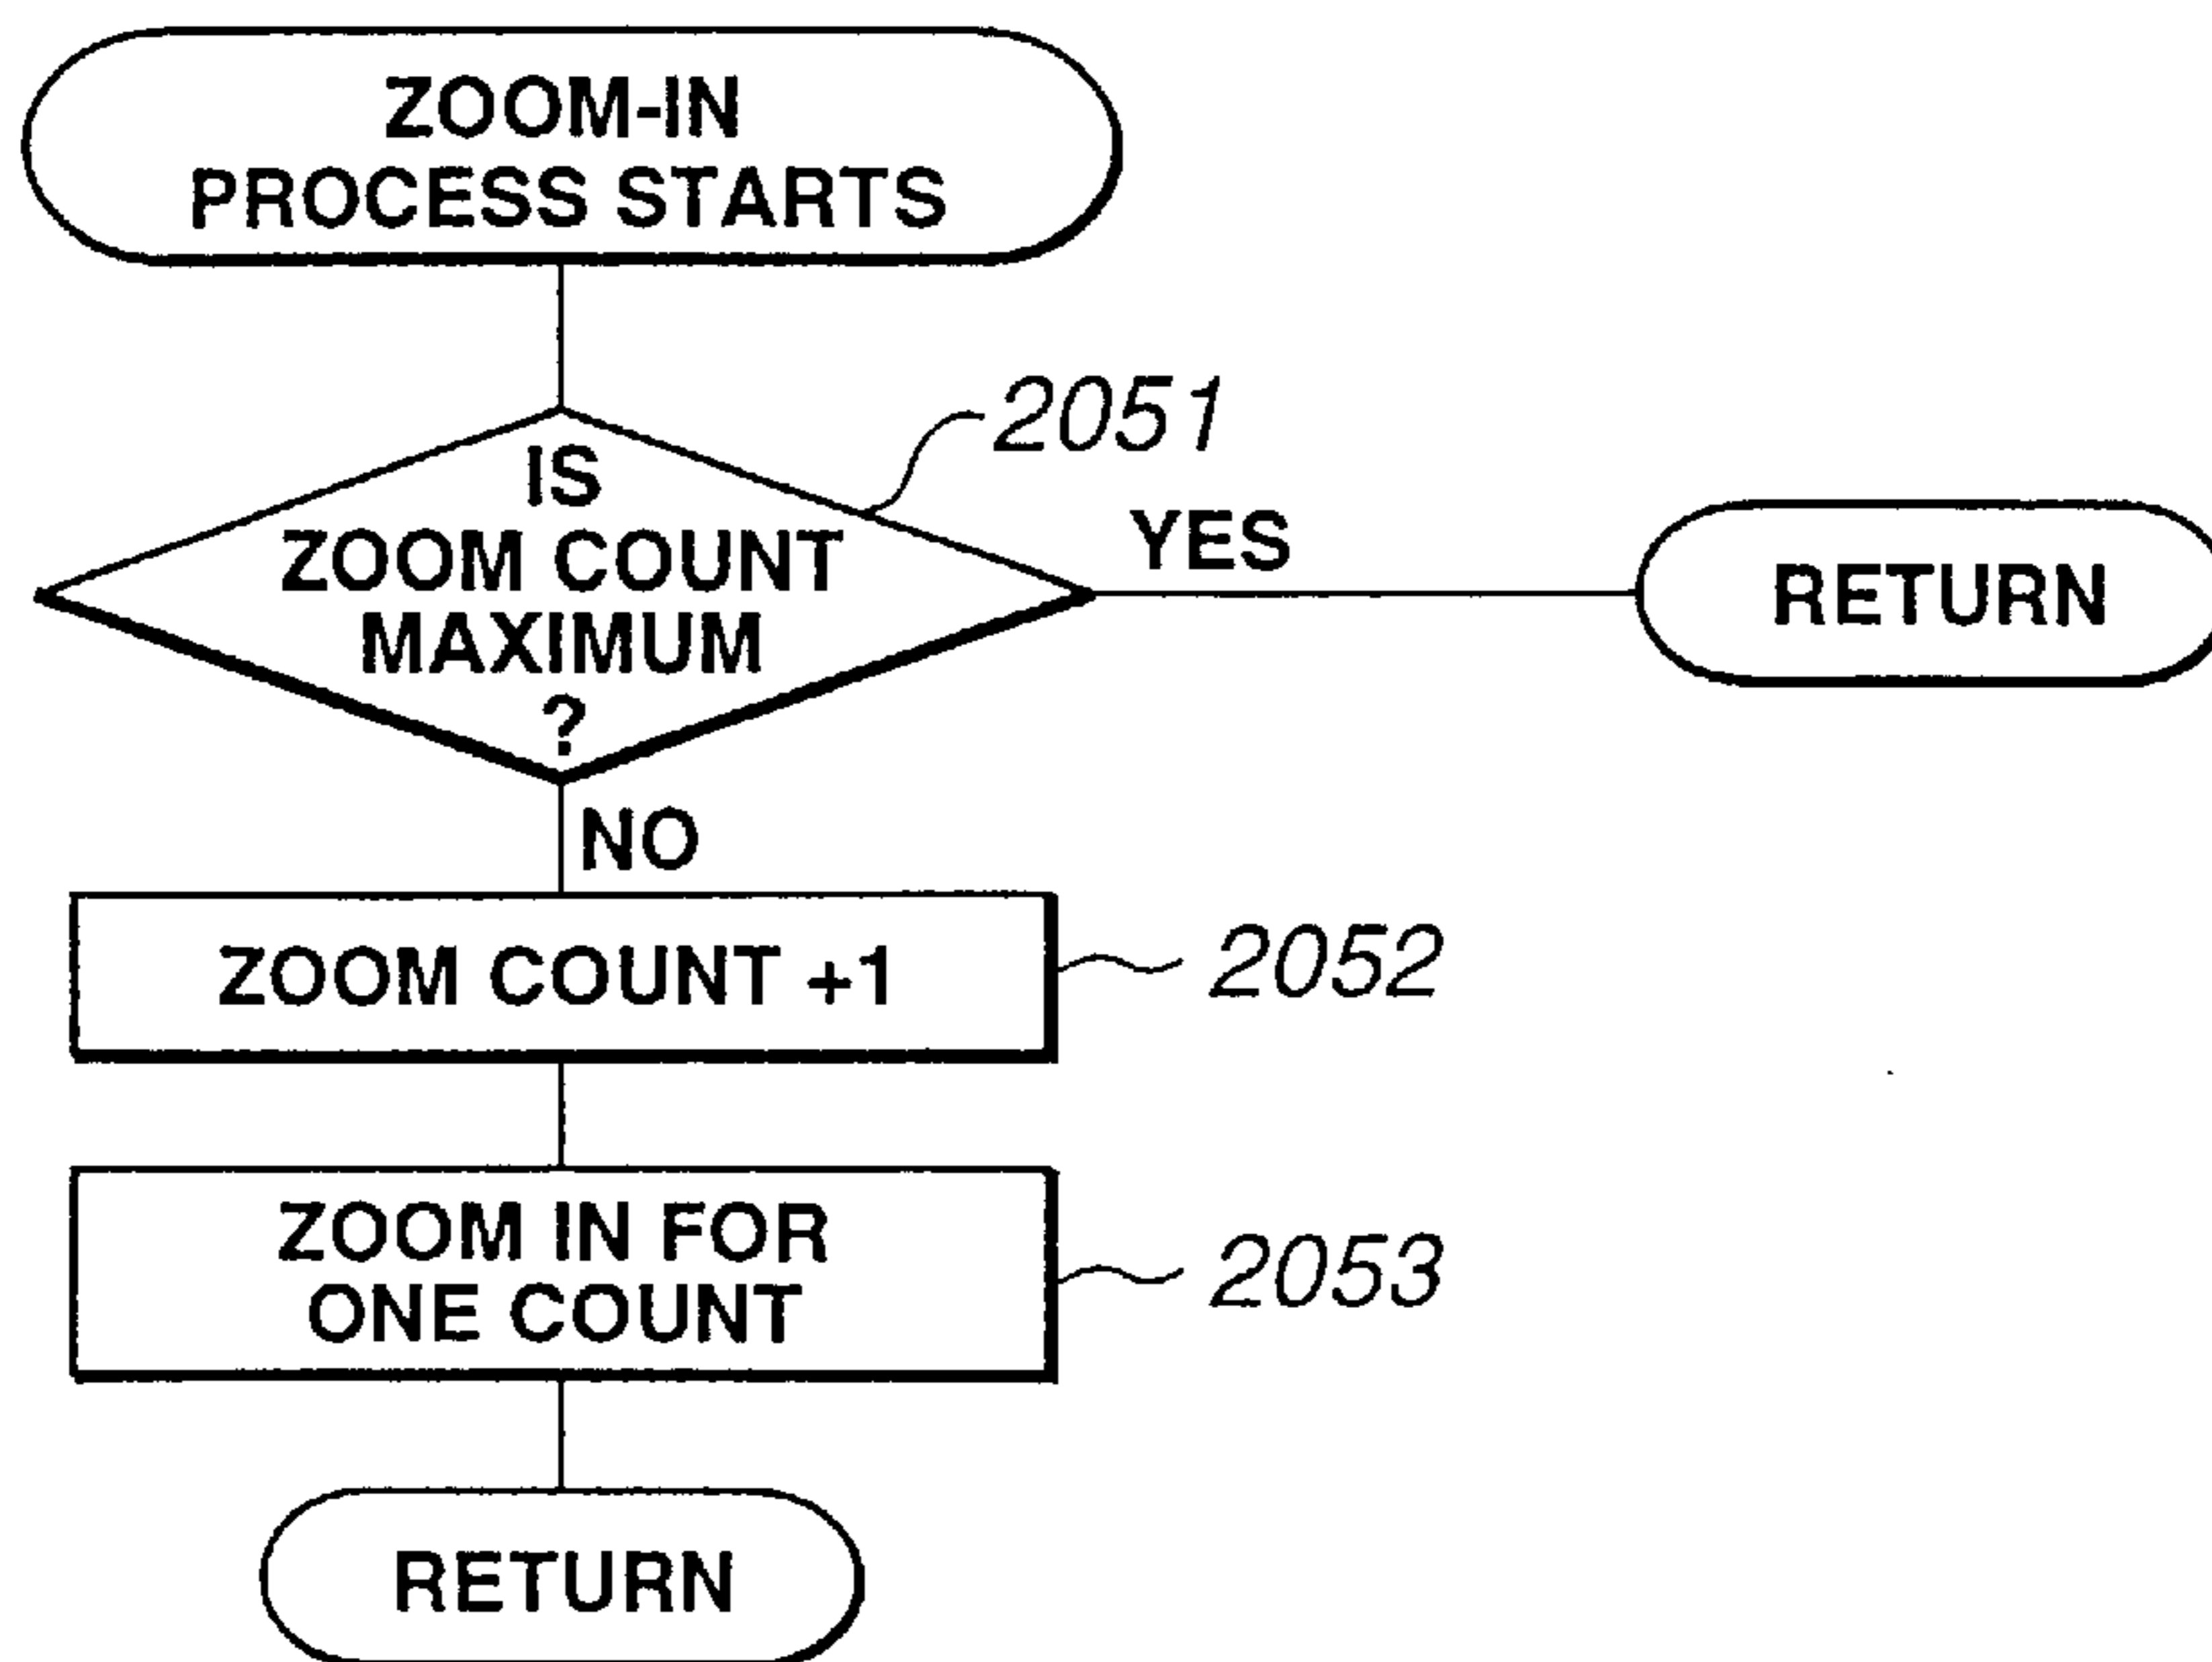 ZOOM-IN
PROCESS STARTS
2051
IS
ZOOM COUNT
MAXIMUM
?
YES
RETURN
NO
ZOOM COUNT +1
2052
ZOOM IN FOR
ONE COUNT
2053
RETURN